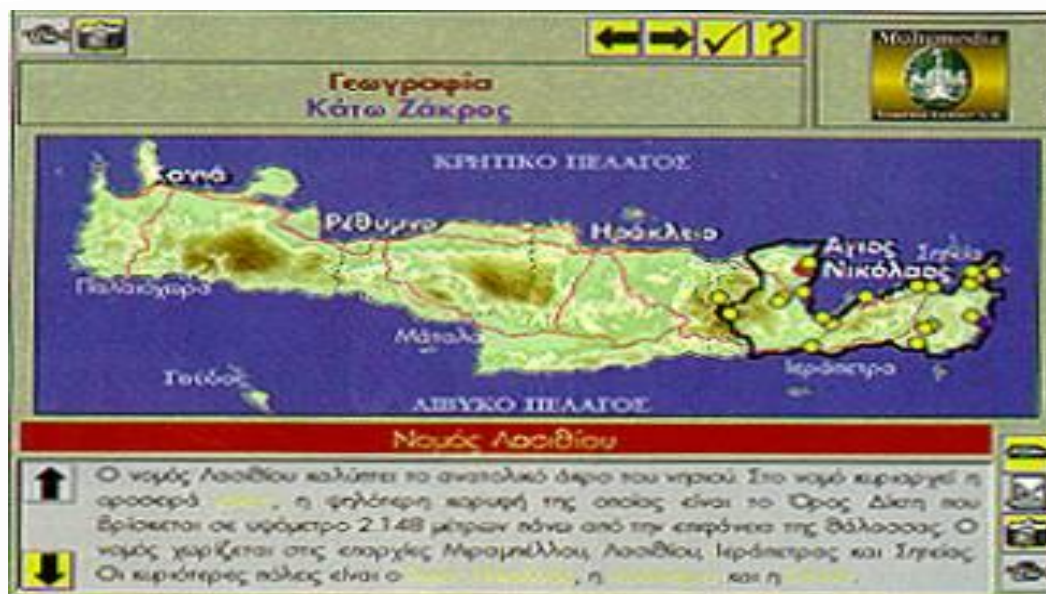 ?
Multimedia
Γεωγραφία
Κάτω Ζάκρος
ΚΡΗΤΙΚΟ ΠΕΛΑΓΟΣ
Χανιά
Ρέθυμνο
Ηράκλειο
Άγιος
Νικόλαος
Σητεία
Παλαιόχωρα
Μάταλα
Ιεράπετρα
Γαύδος
ΛΙΒΥΚΟ ΠΕΛΑΓΟΣ
Νομός Λασιθίου
Ο νομός Λασιθίου καλύπτει το ανατολικό άκρο του νησιού. Στο νομό κυριαρχεί η
οροσειρά , η ψηλότερη κορυφή της οποίας είναι το Όρος Δίκτη που
βρίσκεται σε υψόμετρο 2.148 μέτρων πάνω από την επιφάνεια της θάλασσας. Ο
νομός χωρίζεται στις επαρχίες Μιραμπέλλου, Λασιθίου, Ιεράπετρας και Σητείας.
Οι κυριότερες πόλεις είναι ο , η και η .